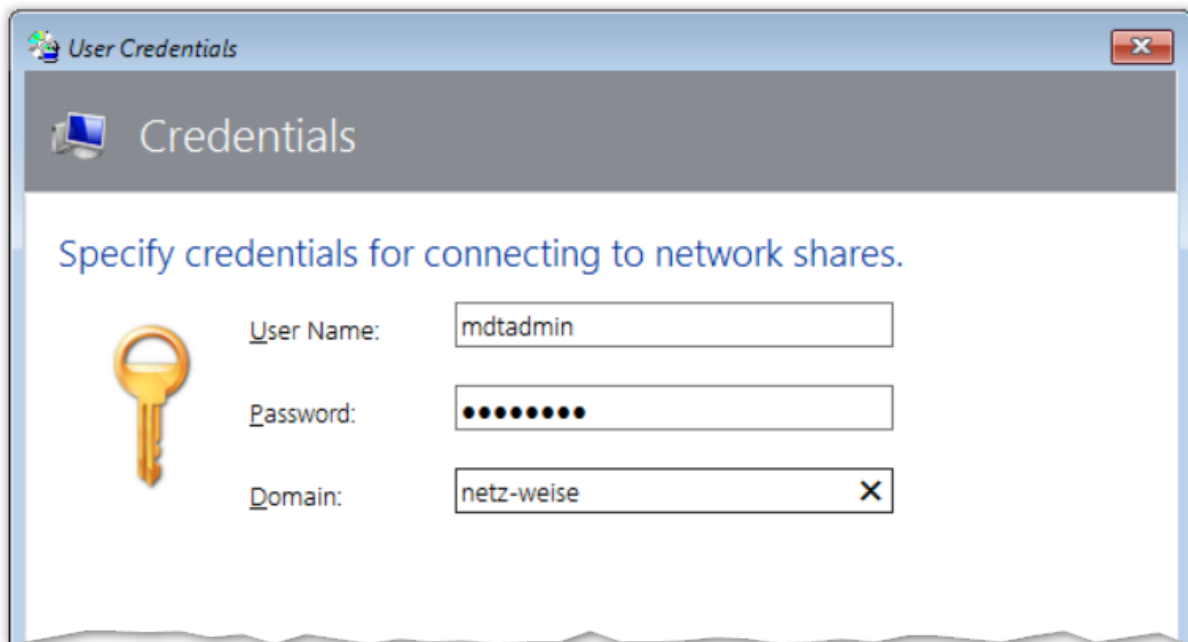 User Credentials
Credentials
Specify credentials for connecting to network shares.
User Name: mdtadmin
Password: ••••••••
Domain: netz-weise